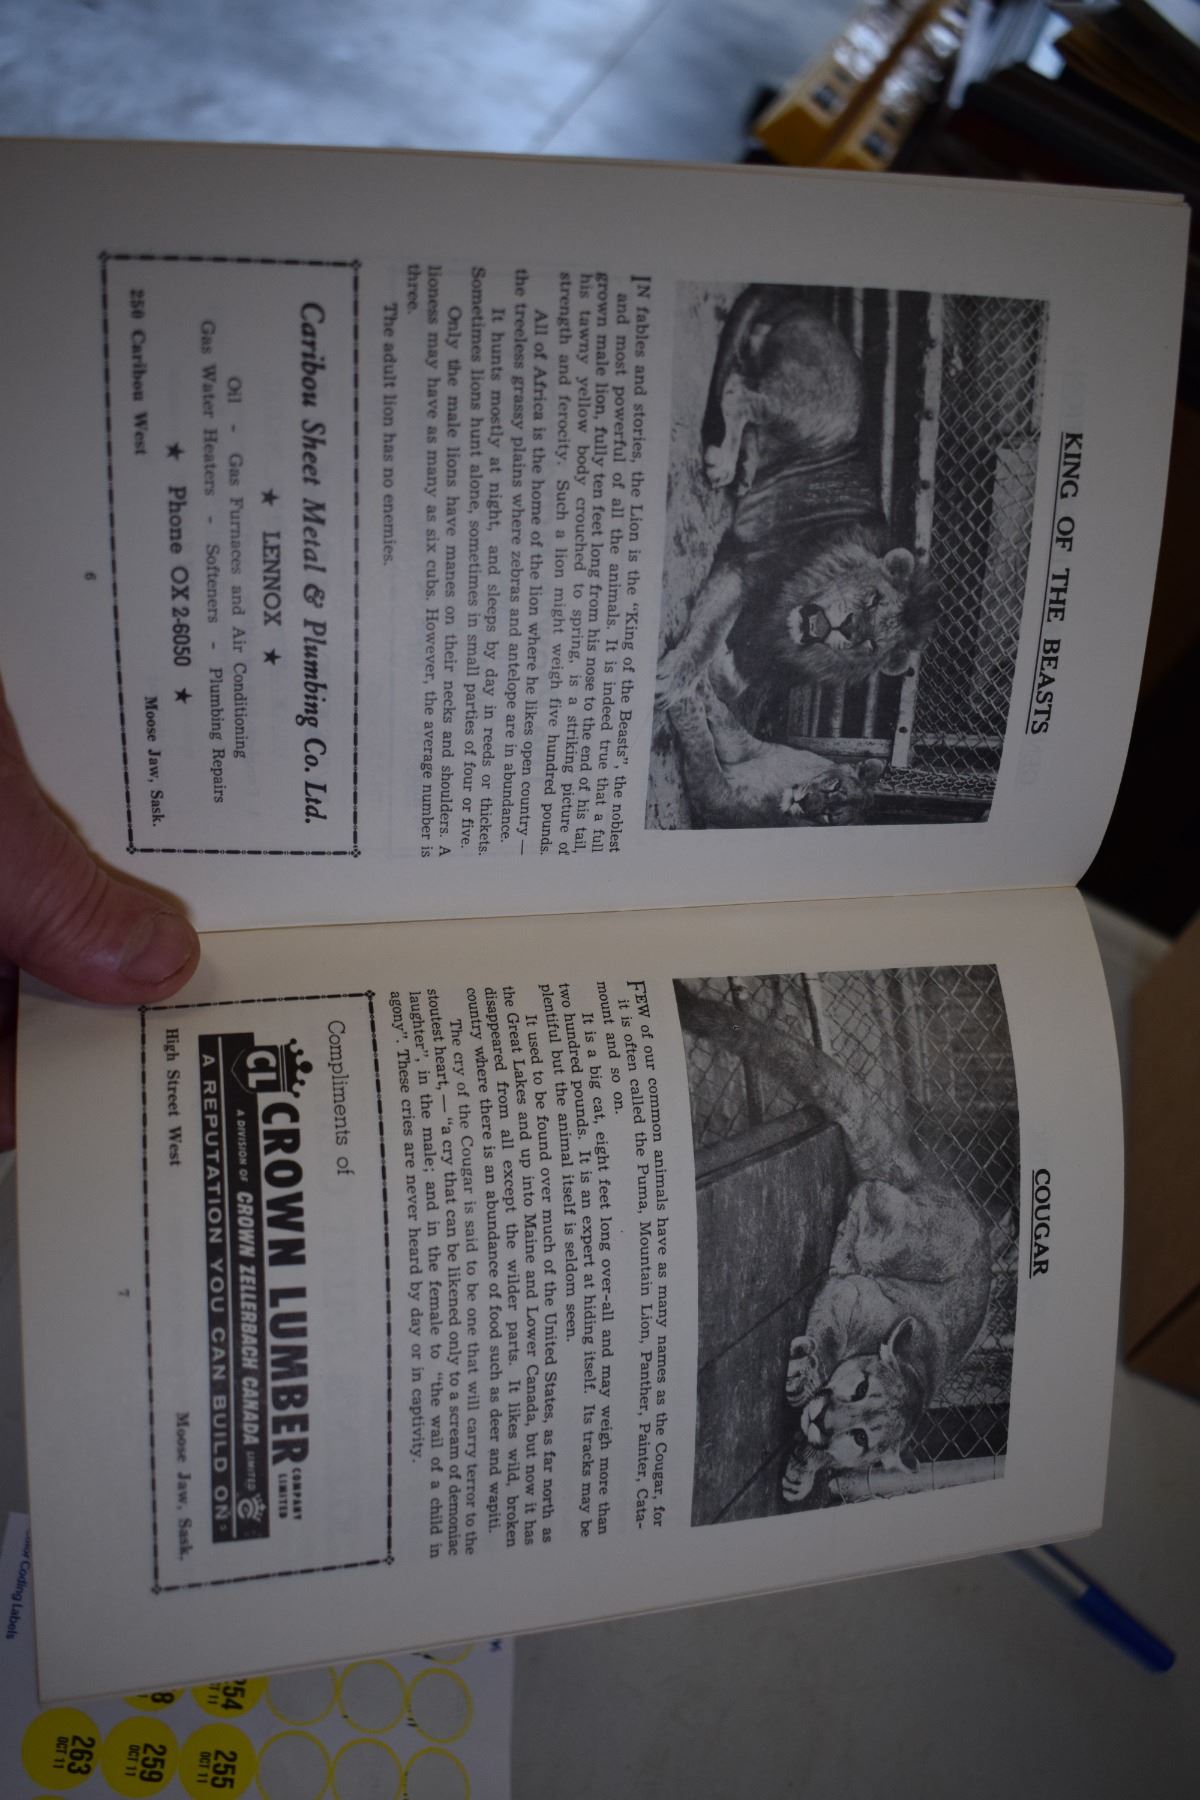 KING OF THE BEASTS
IN fables and stories, the Lion is the "King of the Beasts", the noblest
and most powerful of all the animals. It is indeed true that a full
grown male lion, fully ten feet long from his nose to the end of his tail,
his tawny yellow body crouched to spring, is a striking picture of
strength and ferocity. Such a lion might weigh five hundred pounds.
All of Africa is the home of the lion where he likes open country —
the treeless grassy plains where zebras and antelope are in abundance.
It hunts mostly at night, and sleeps by day in reeds or thickets.
Sometimes lions hunt alone, sometimes in small parties of four or five.
Only the male lions have manes on their necks and shoulders. A
lioness may have as many as six cubs. However, the average number is
three.
The adult lion has no enemies.
Caribou Sheet Metal & Plumbing Co. Ltd.
★ LENNOX ★
Oil - Gas Furnaces and Air Conditioning
Gas Water Heaters - Softeners - Plumbing Repairs
★ Phone OX 2-6050 ★
250 Caribou West Moose Jaw, Sask.
6
COUGAR
FEW of our common animals have as many names as the Cougar, for
it is often called the Puma, Mountain Lion, Panther, Painter, Cata-
mount and so on.
It is a big cat, eight feet long over-all and may weigh more than
two hundred pounds. It is an expert at hiding itself. Its tracks may be
plentiful but the animal itself is seldom seen.
It used to be found over much of the United States, as far north as
the Great Lakes and up into Maine and Lower Canada, but now it has
disappeared from all except the wilder parts. It likes wild, broken
country where there is an abundance of food such as deer and wapiti.
The cry of the Cougar is said to be one that will carry terror to the
stoutest heart, — "a cry that can be likened only to a scream of demoniac
laughter", in the male; and in the female to "the wail of a child in
agony". These cries are never heard by day or in captivity.
Compliments of
CL CROWN LUMBER COMPANY LIMITED
A DIVISION OF CROWN ZELLERBACH CANADA LIMITED
A REPUTATION YOU CAN BUILD ON
High Street West Moose Jaw, Sask.
7
Color Coding Labels
254
OCT 11
255
OCT 11
259
OCT 11
263
OCT 11